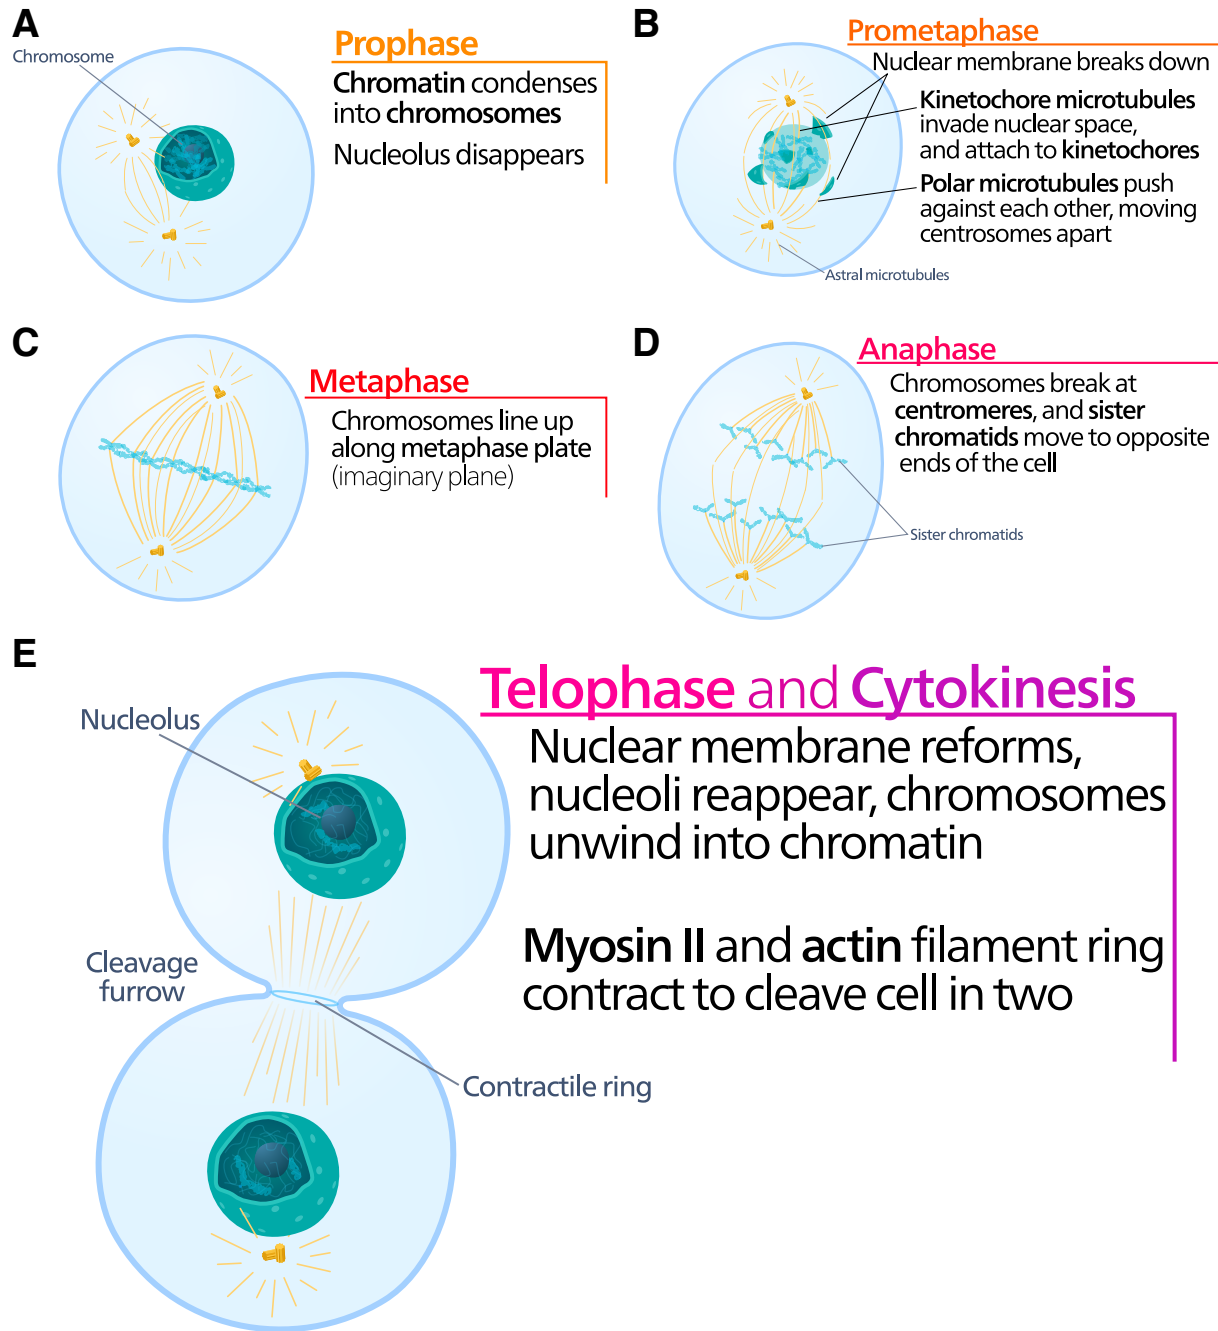 A
Chromosome
Prophase
Chromatin condenses
into chromosomes
Nucleolus disappears
B
Prometaphase
Nuclear membrane breaks down
Kinetochore microtubules
invade nuclear space,
and attach to kinetochores
Polar microtubules push
against each other, moving
centrosomes apart
Astral microtubules
C
Metaphase
Chromosomes line up
along metaphase plate
(imaginary plane)
D
Anaphase
Chromosomes break at
centromeres, and sister
chromatids move to opposite
ends of the cell
Sister chromatids
E
Telophase and Cytokinesis
Nucleolus
Nuclear membrane reforms,
nucleoli reappear, chromosomes
unwind into chromatin
Myosin II and actin filament ring
contract to cleave cell in two
Cleavage
furrow
Contractile ring